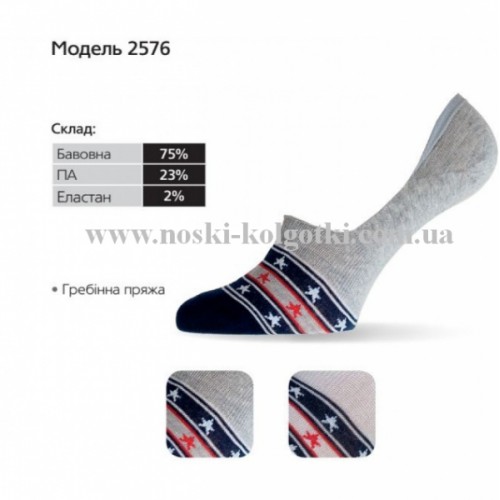 Модель 2576
Склад:
Бавовна 75%
ПА 23%
Еластан 2%
www.noski-kolgotki.com.ua
• Гребінна пряжа